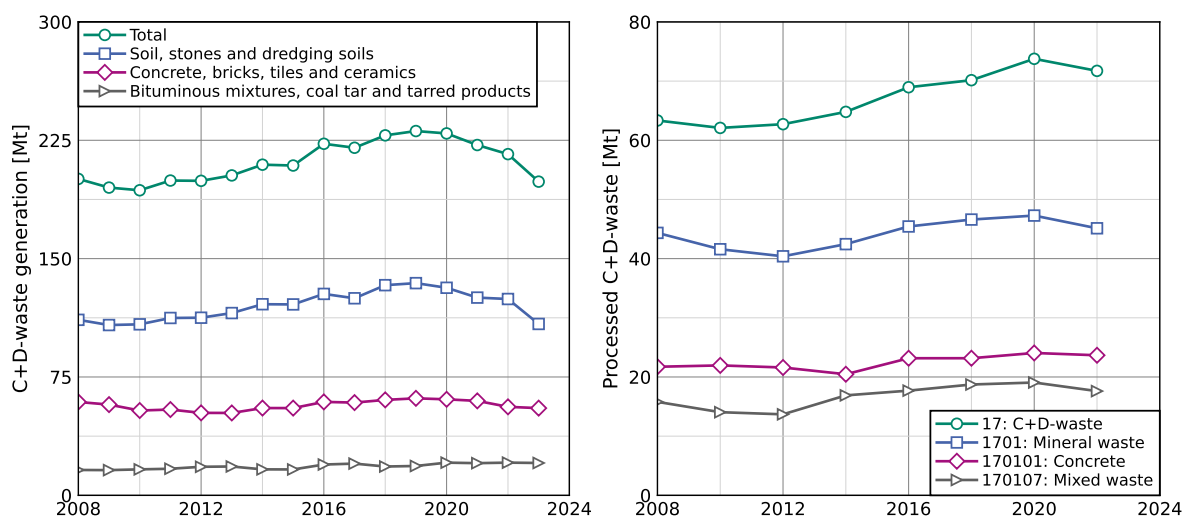 300
225
150
75
0
C+D-waste generation [Mt]
Total
Soil, stones and dredging soils
Concrete, bricks, tiles and ceramics
Bituminous mixtures, coal tar and tarred products
2008
2012
2016
2020
2024
80
60
40
20
0
Processed C+D-waste [Mt]
17: C+D-waste
1701: Mineral waste
170101: Concrete
170107: Mixed waste
2008
2012
2016
2020
2024